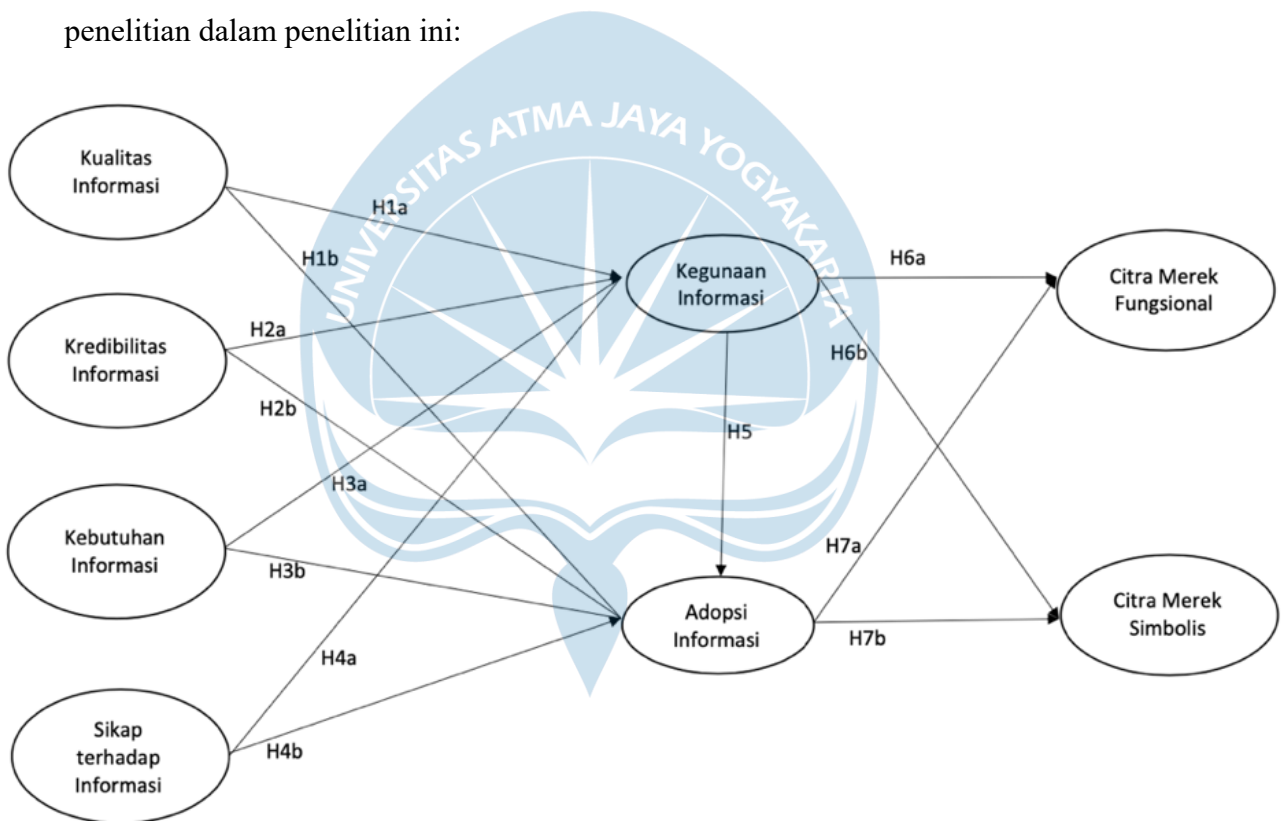 penelitian dalam penelitian ini:
UNIVERSITAS ATMA JAYA YOGYAKARTA
Kualitas
Informasi
H1a
H1b
Kegunaan
Informasi
H6a
Citra Merek
Fungsional
Kredibilitas
Informasi
H2a
H2b
H6b
H5
H3a
Kebutuhan
Informasi
H3b
H7a
Adopsi
Informasi
H7b
Citra Merek
Simbolis
H4a
Sikap
terhadap
Informasi
H4b